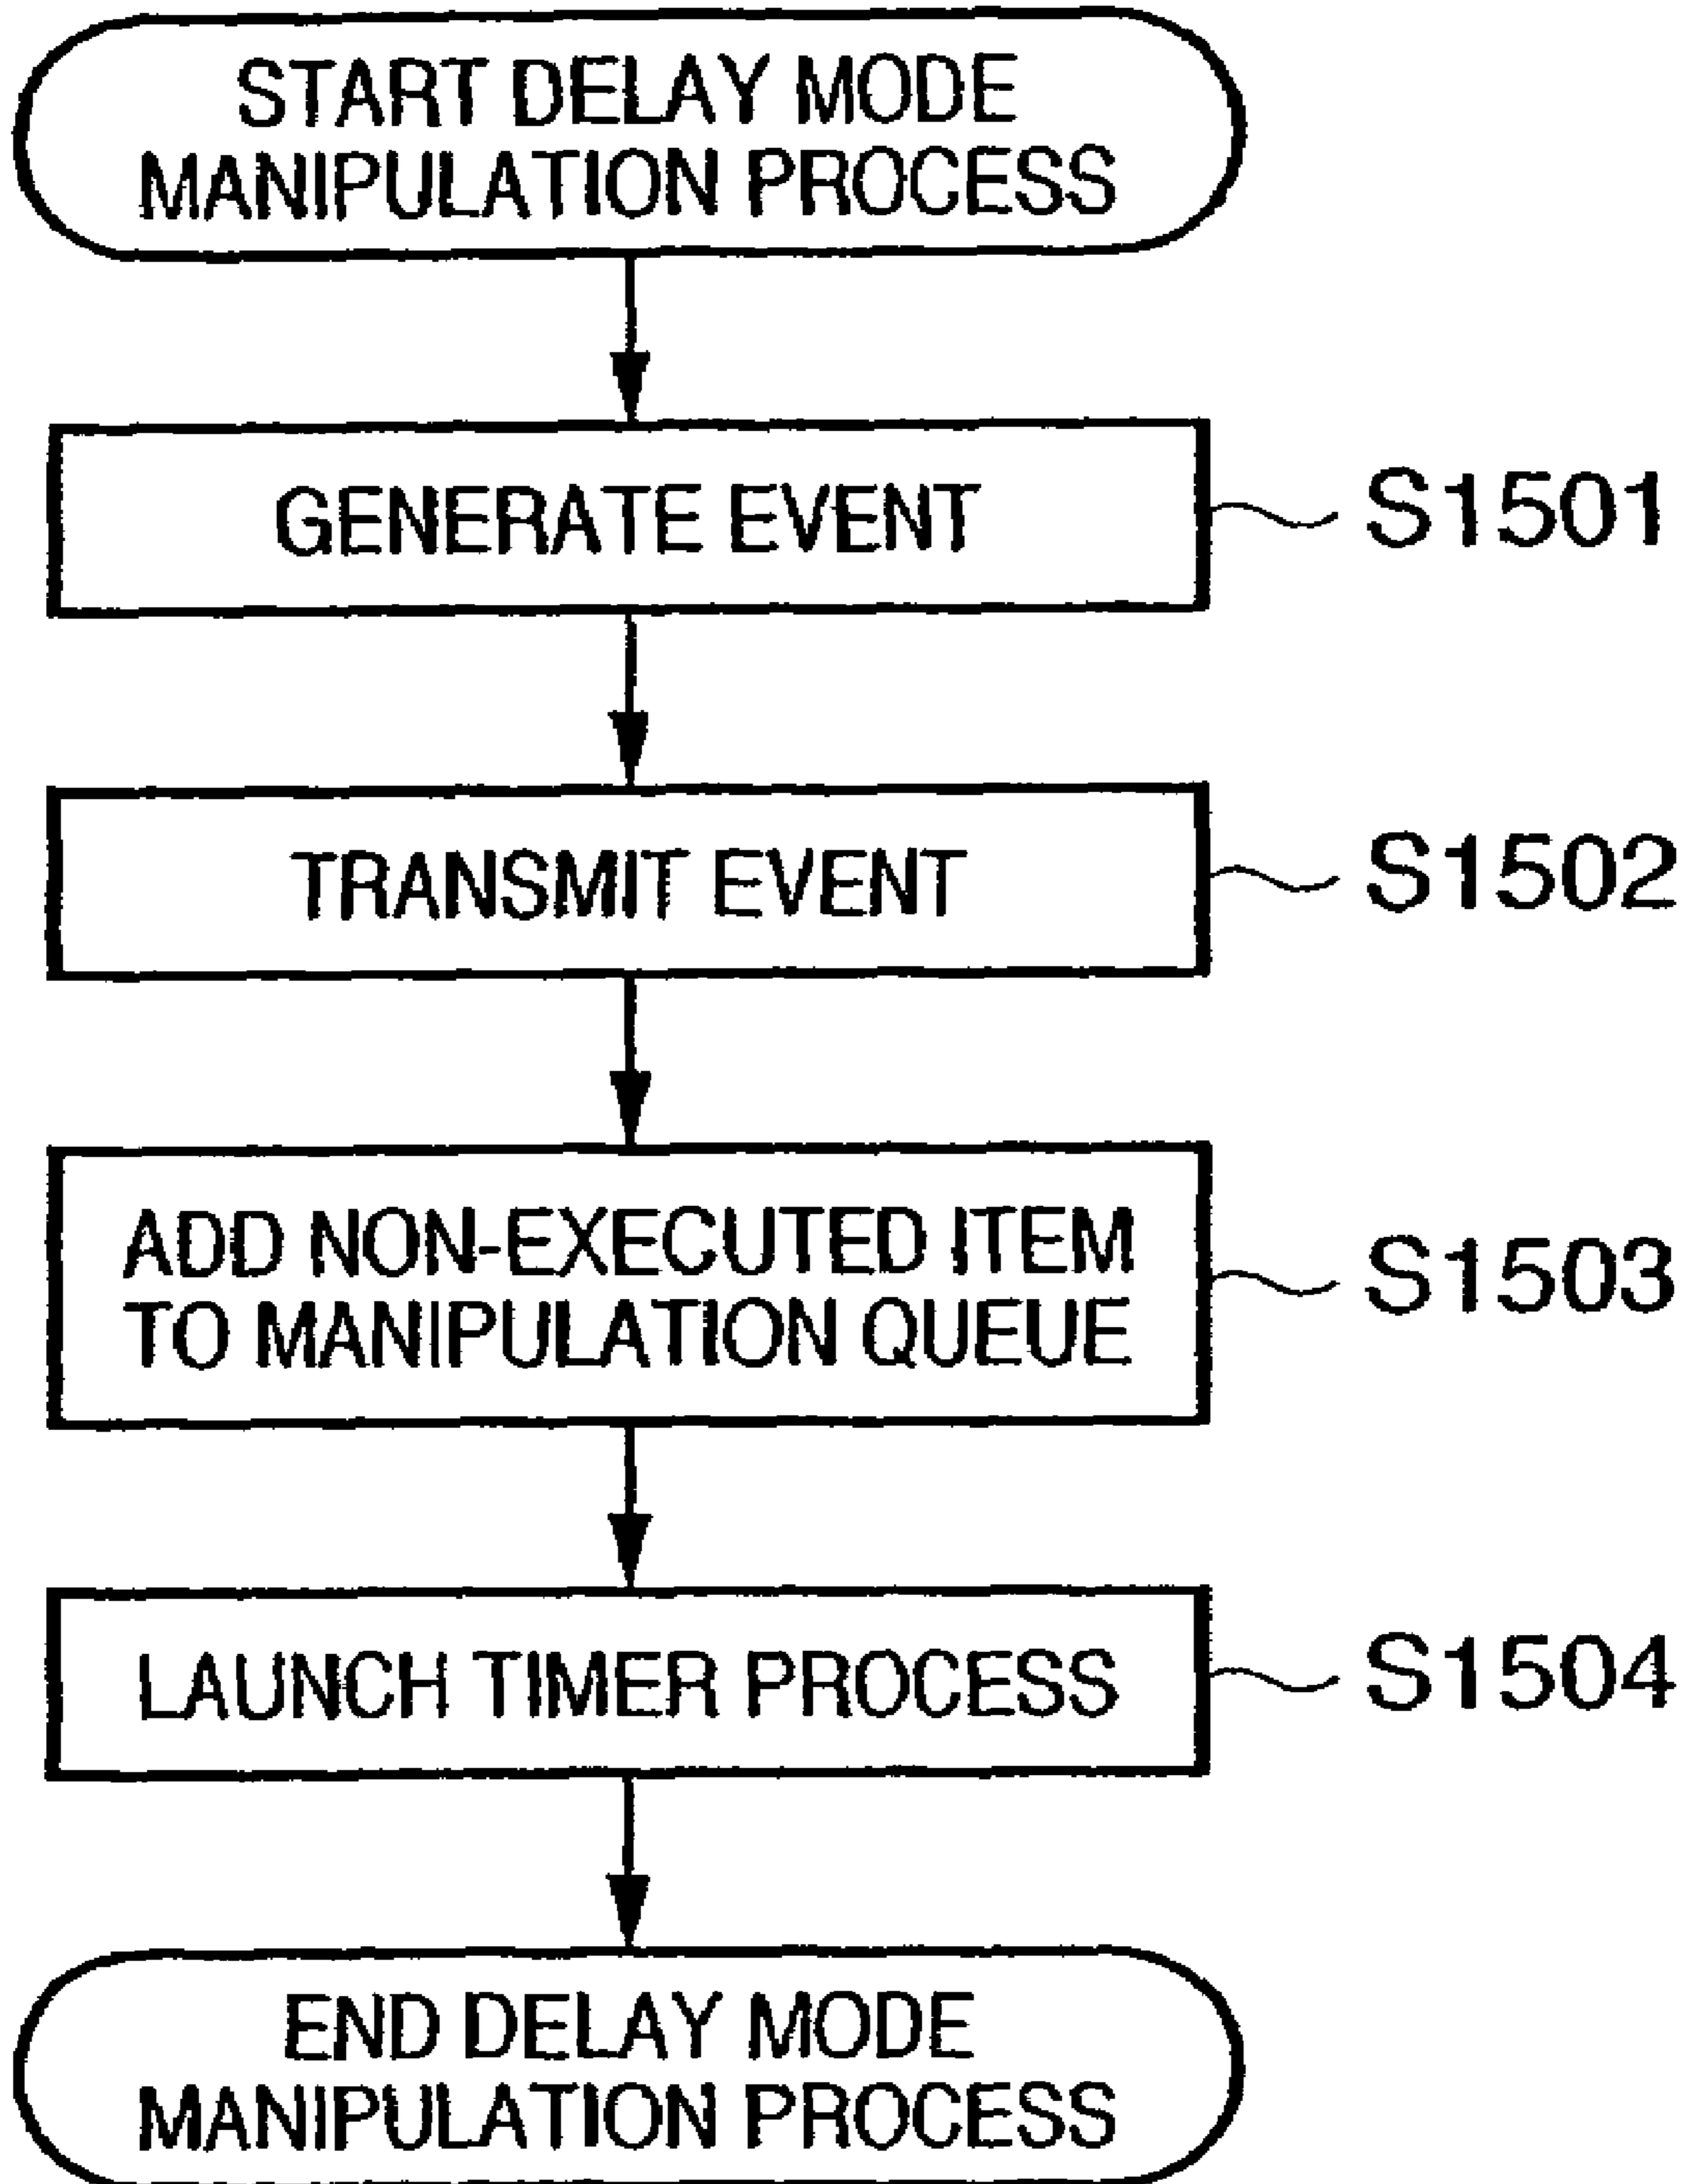 START DELAY MODE
MANIPULATION PROCESS
GENERATE EVENT
S1501
TRANSMIT EVENT
S1502
ADD NON-EXECUTED ITEM
TO MANIPULATION QUEUE
S1503
LAUNCH TIMER PROCESS
S1504
END DELAY MODE
MANIPULATION PROCESS